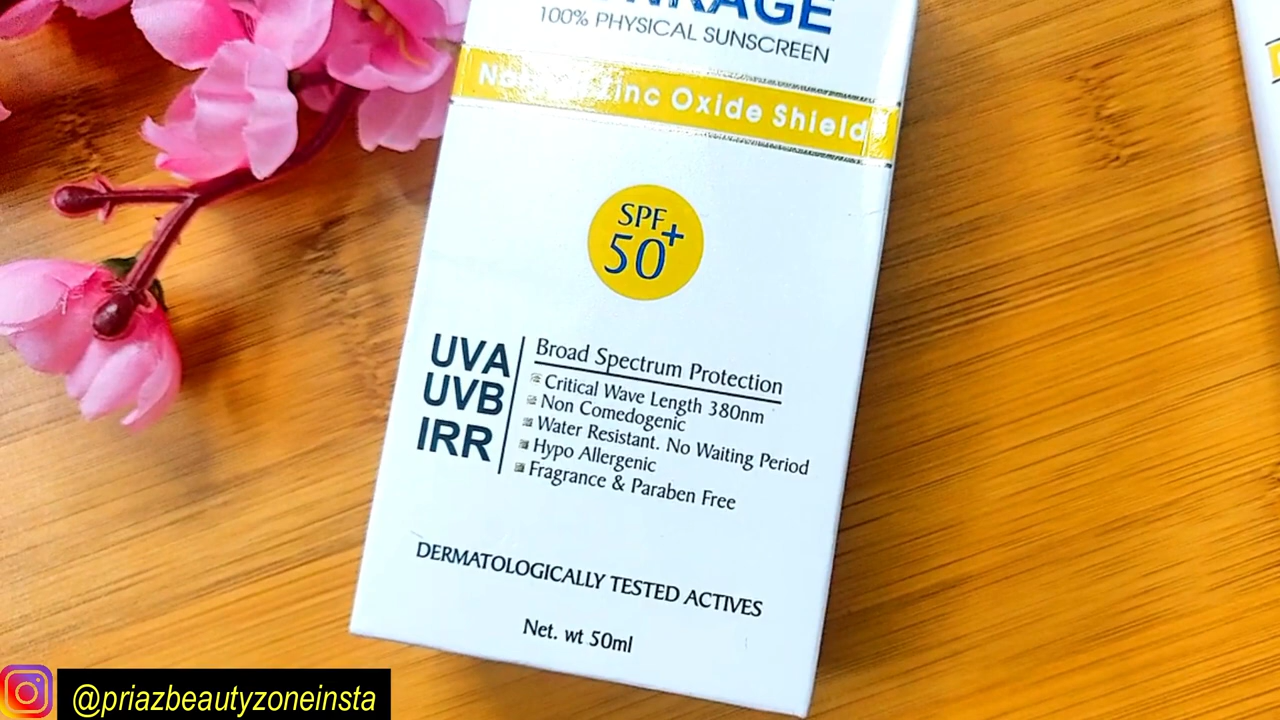 100% PHYSICAL SUNSCREEN
Oxide Shield
SPF
50+
UVA
UVB
IRR
Broad Spectrum Protection
Critical Wave Length 380nm
Non Comedogenic
Water Resistant. No Waiting Period
Hypo Allergenic
Fragrance & Paraben Free
DERMATOLOGICALLY TESTED ACTIVES
Net. wt 50ml
@priazbeautyzoneinsta